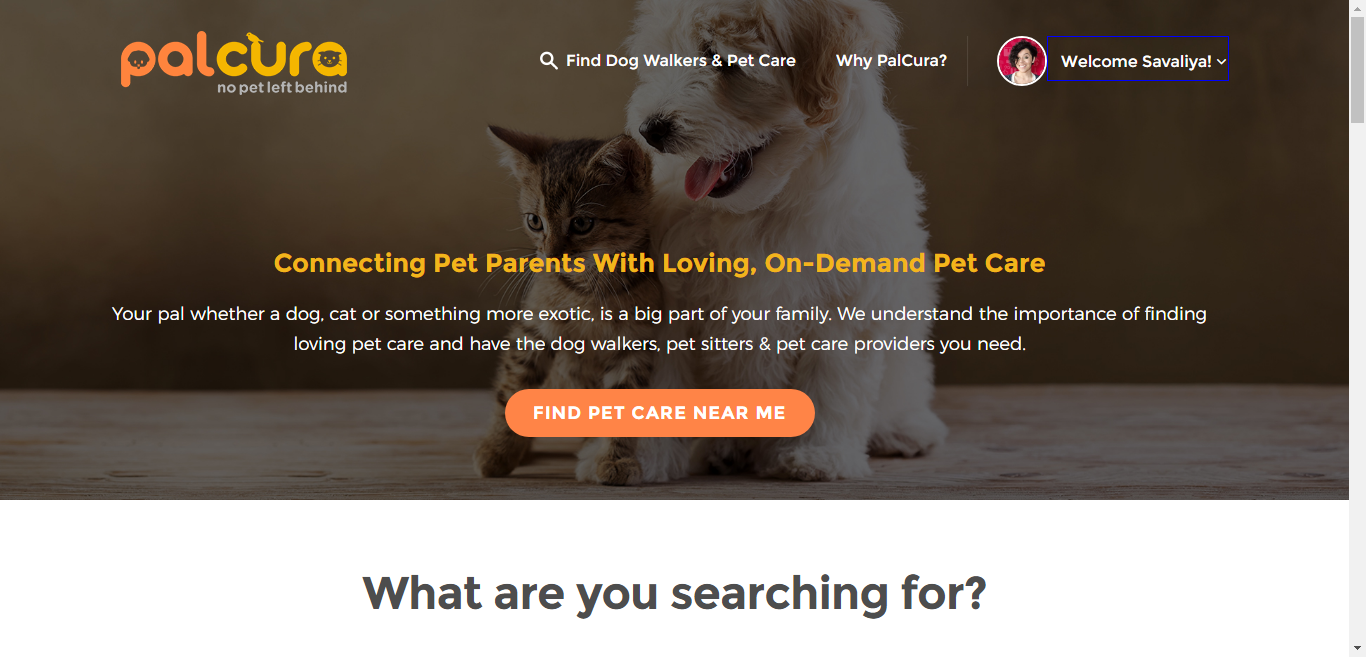 palcura
no pet left behind
Find Dog Walkers & Pet Care
Why PalCura?
Welcome Savaliya!
Connecting Pet Parents With Loving, On-Demand Pet Care
Your pal whether a dog, cat or something more exotic, is a big part of your family. We understand the importance of finding
loving pet care and have the dog walkers, pet sitters & pet care providers you need.
FIND PET CARE NEAR ME
What are you searching for?